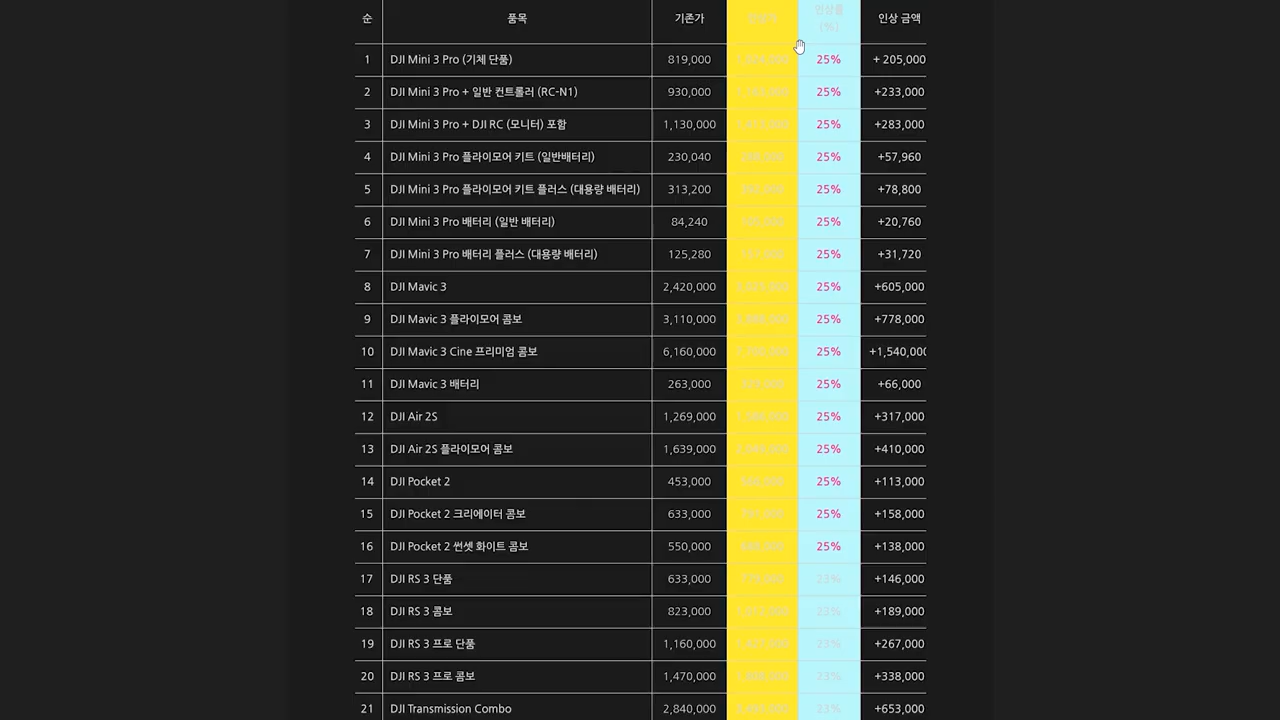 순 품목 기존가 인상률 (%) 인상 금액
1 DJI Mini 3 Pro (기체 단품) 819,000 25% + 205,000
2 DJI Mini 3 Pro + 일반 컨트롤러 (RC-N1) 930,000 25% +233,000
3 DJI Mini 3 Pro + DJI RC (모니터) 포함 1,130,000 25% +283,000
4 DJI Mini 3 Pro 플라이모어 키트 (일반배터리) 230,040 25% +57,960
5 DJI Mini 3 Pro 플라이모어 키트 플러스 (대용량 배터리) 313,200 25% +78,800
6 DJI Mini 3 Pro 배터리 (일반 배터리) 84,240 25% +20,760
7 DJI Mini 3 Pro 배터리 플러스 (대용량 배터리) 125,280 25% +31,720
8 DJI Mavic 3 2,420,000 25% +605,000
9 DJI Mavic 3 플라이모어 콤보 3,110,000 25% +778,000
10 DJI Mavic 3 Cine 프리미엄 콤보 6,160,000 25% +1,540,000
11 DJI Mavic 3 배터리 263,000 25% +66,000
12 DJI Air 2S 1,269,000 25% +317,000
13 DJI Air 2S 플라이모어 콤보 1,639,000 25% +410,000
14 DJI Pocket 2 453,000 25% +113,000
15 DJI Pocket 2 크리에이터 콤보 633,000 25% +158,000
16 DJI Pocket 2 썬셋 화이트 콤보 550,000 25% +138,000
17 DJI RS 3 단품 633,000 23% +146,000
18 DJI RS 3 콤보 823,000 23% +189,000
19 DJI RS 3 프로 단품 1,160,000 23% +267,000
20 DJI RS 3 프로 콤보 1,470,000 23% +338,000
21 DJI Transmission Combo 2,840,000 23% +653,000